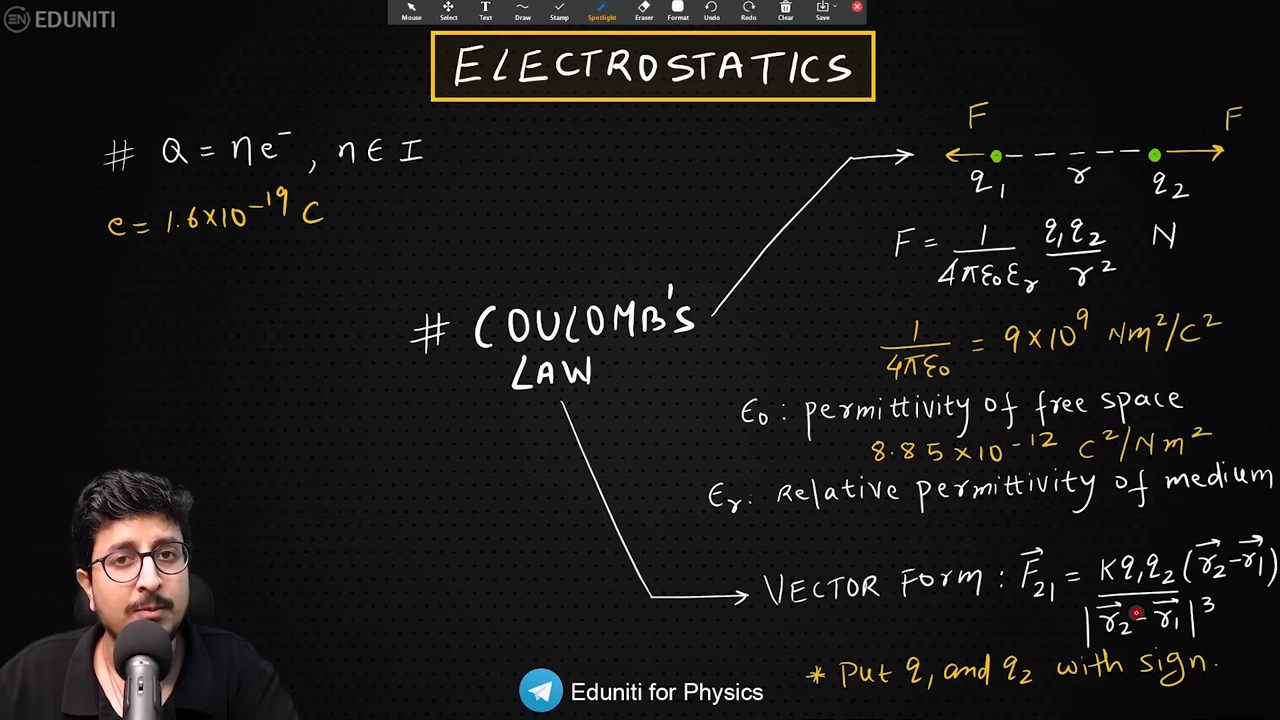 EN EDUNITI
Mouse Select Text Draw Stamp Spotlight Eraser Format Undo Redo Clear Save
ELECTROSTATICS
# Q = ne⁻ , n ∈ I
e = 1.6×10⁻¹⁹ C
F F
q₁ r q₂
F = 1/4πε₀εᵣ q₁q₂/r² N
# COULOMB'S
LAW
1/4πε₀ = 9×10⁹ Nm²/C²
ε₀ : permittivity of free space
8.85×10⁻¹² C²/Nm²
εᵣ : Relative permittivity of medium
VECTOR FORM : F⃗₂₁ = Kq₁q₂(r⃗₂-r⃗₁)/|r⃗₂-r⃗₁|³
* Put q₁ and q₂ with sign.
Eduniti for Physics